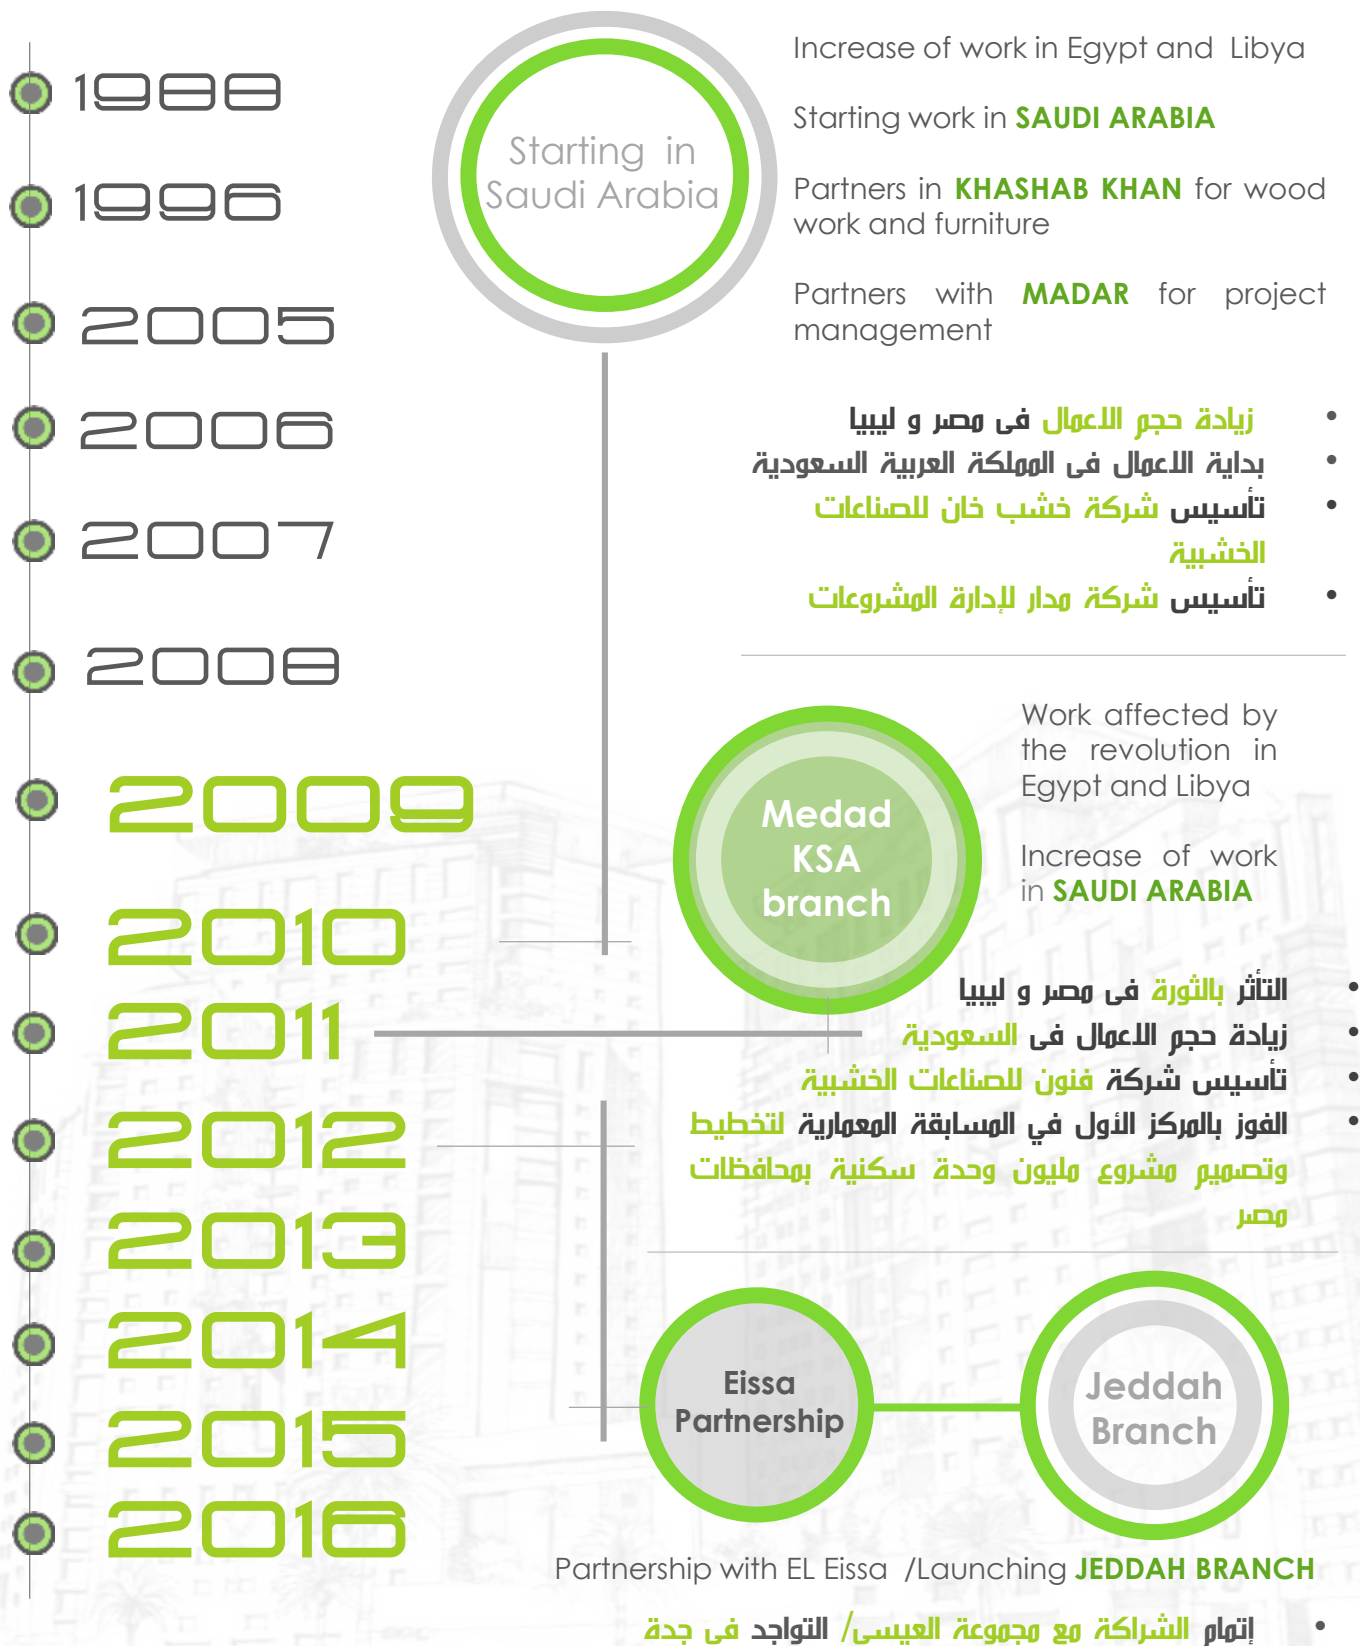 1988
1996
2005
2006
2007
2008
2009
2010
2011
2012
2013
2014
2015
2016
Starting in
Saudi Arabia
Increase of work in Egypt and Libya
Starting work in SAUDI ARABIA
Partners in KHASHAB KHAN for wood
work and furniture
Partners with MADAR for project
management
• زيادة حجم الاعمال فى مصر و ليبيا
• بداية الاعمال فى المملكة العربية السعودية
• تأسيس شركة خشب خان للصناعات
الخشبية
• تأسيس شركة مدار لإدارة المشروعات
Medad
KSA
branch
Work affected by
the revolution in
Egypt and Libya
Increase of work
in SAUDI ARABIA
• التأثر بالثورة فى مصر و ليبيا
• زيادة حجم الاعمال فى السعودية
• تأسيس شركة فنون للصناعات الخشبية
• الفوز بالمركز الأول في المسابقة المعمارية لتخطيط
وتصميم مشروع مليون وحدة سكنية بمحافظات
مصر
Eissa
Partnership
Jeddah
Branch
Partnership with EL Eissa /Launching JEDDAH BRANCH
• إتمام الشراكة مع مجموعة العيسى/ التواجد فى جدة